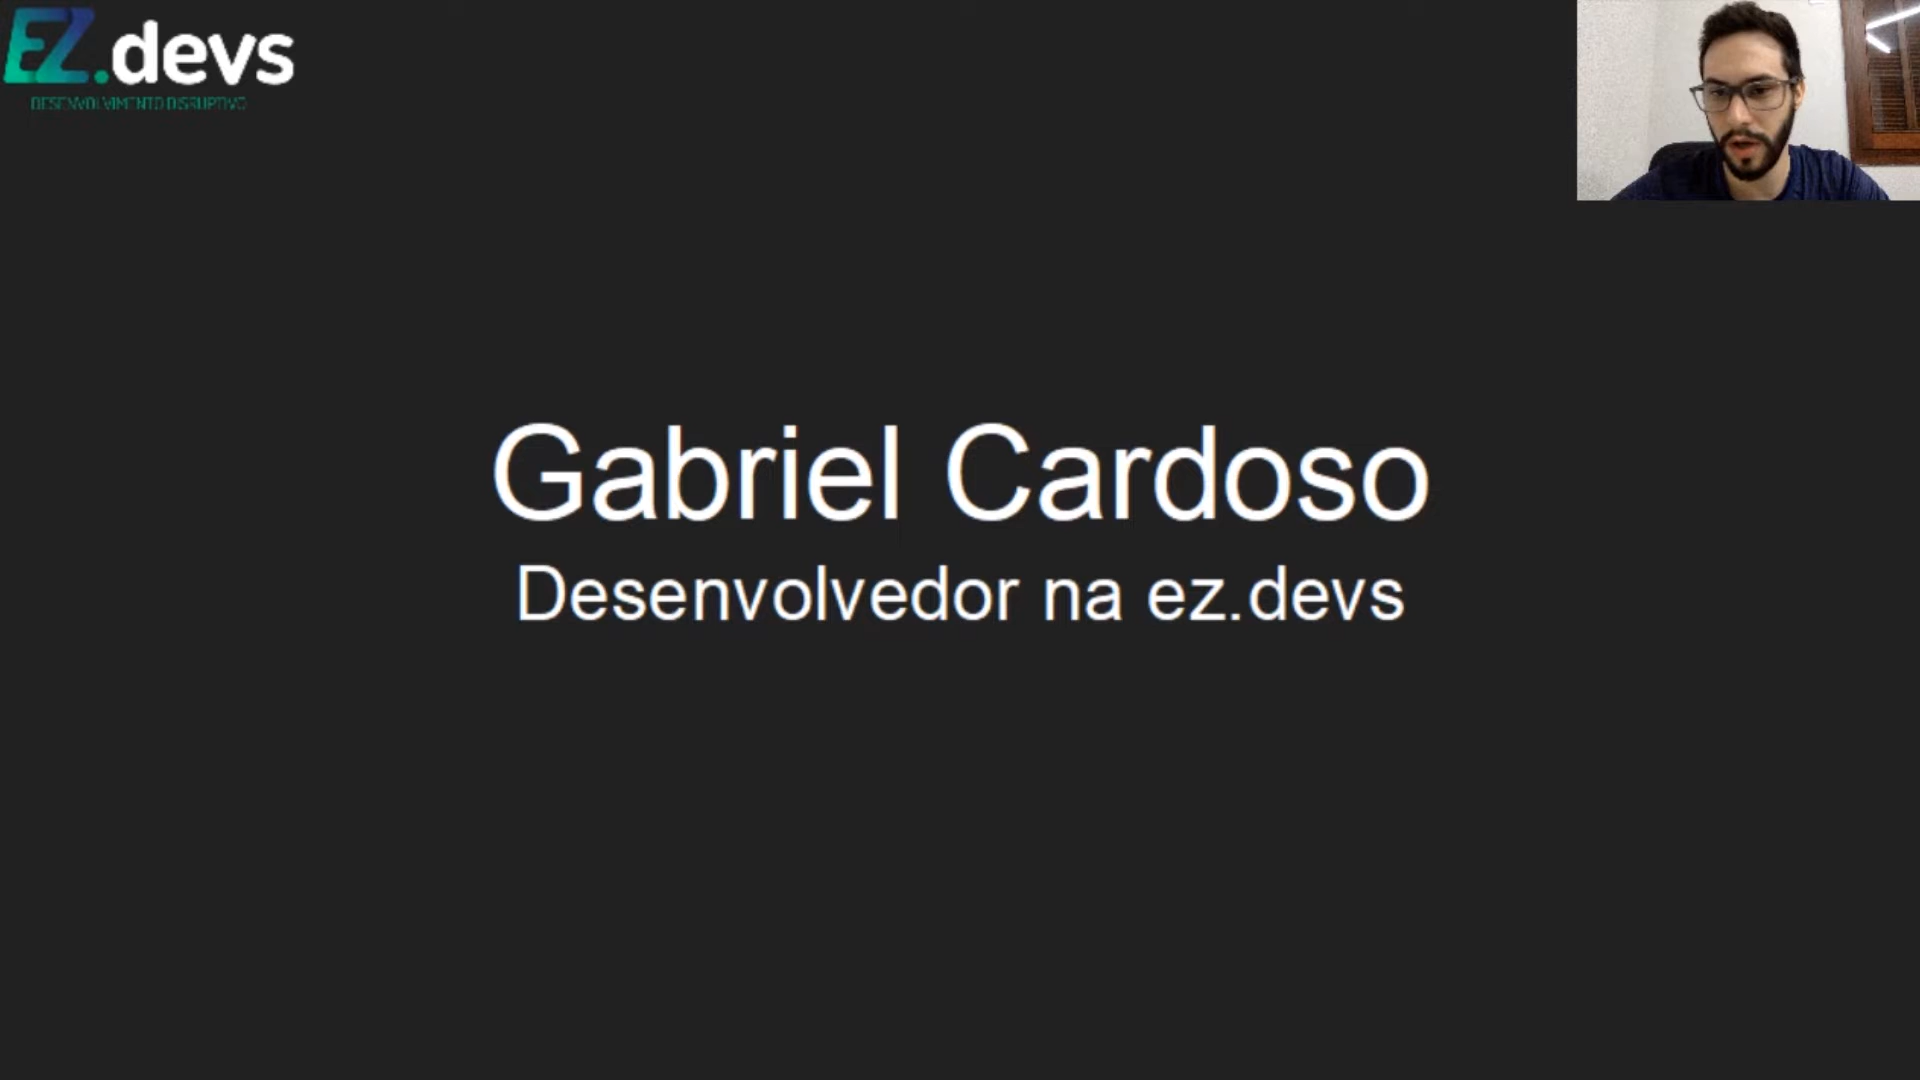 EZ.devs
DESENVOLVIMENTO DISRUPTIVO
Gabriel Cardoso
Desenvolvedor na ez.devs